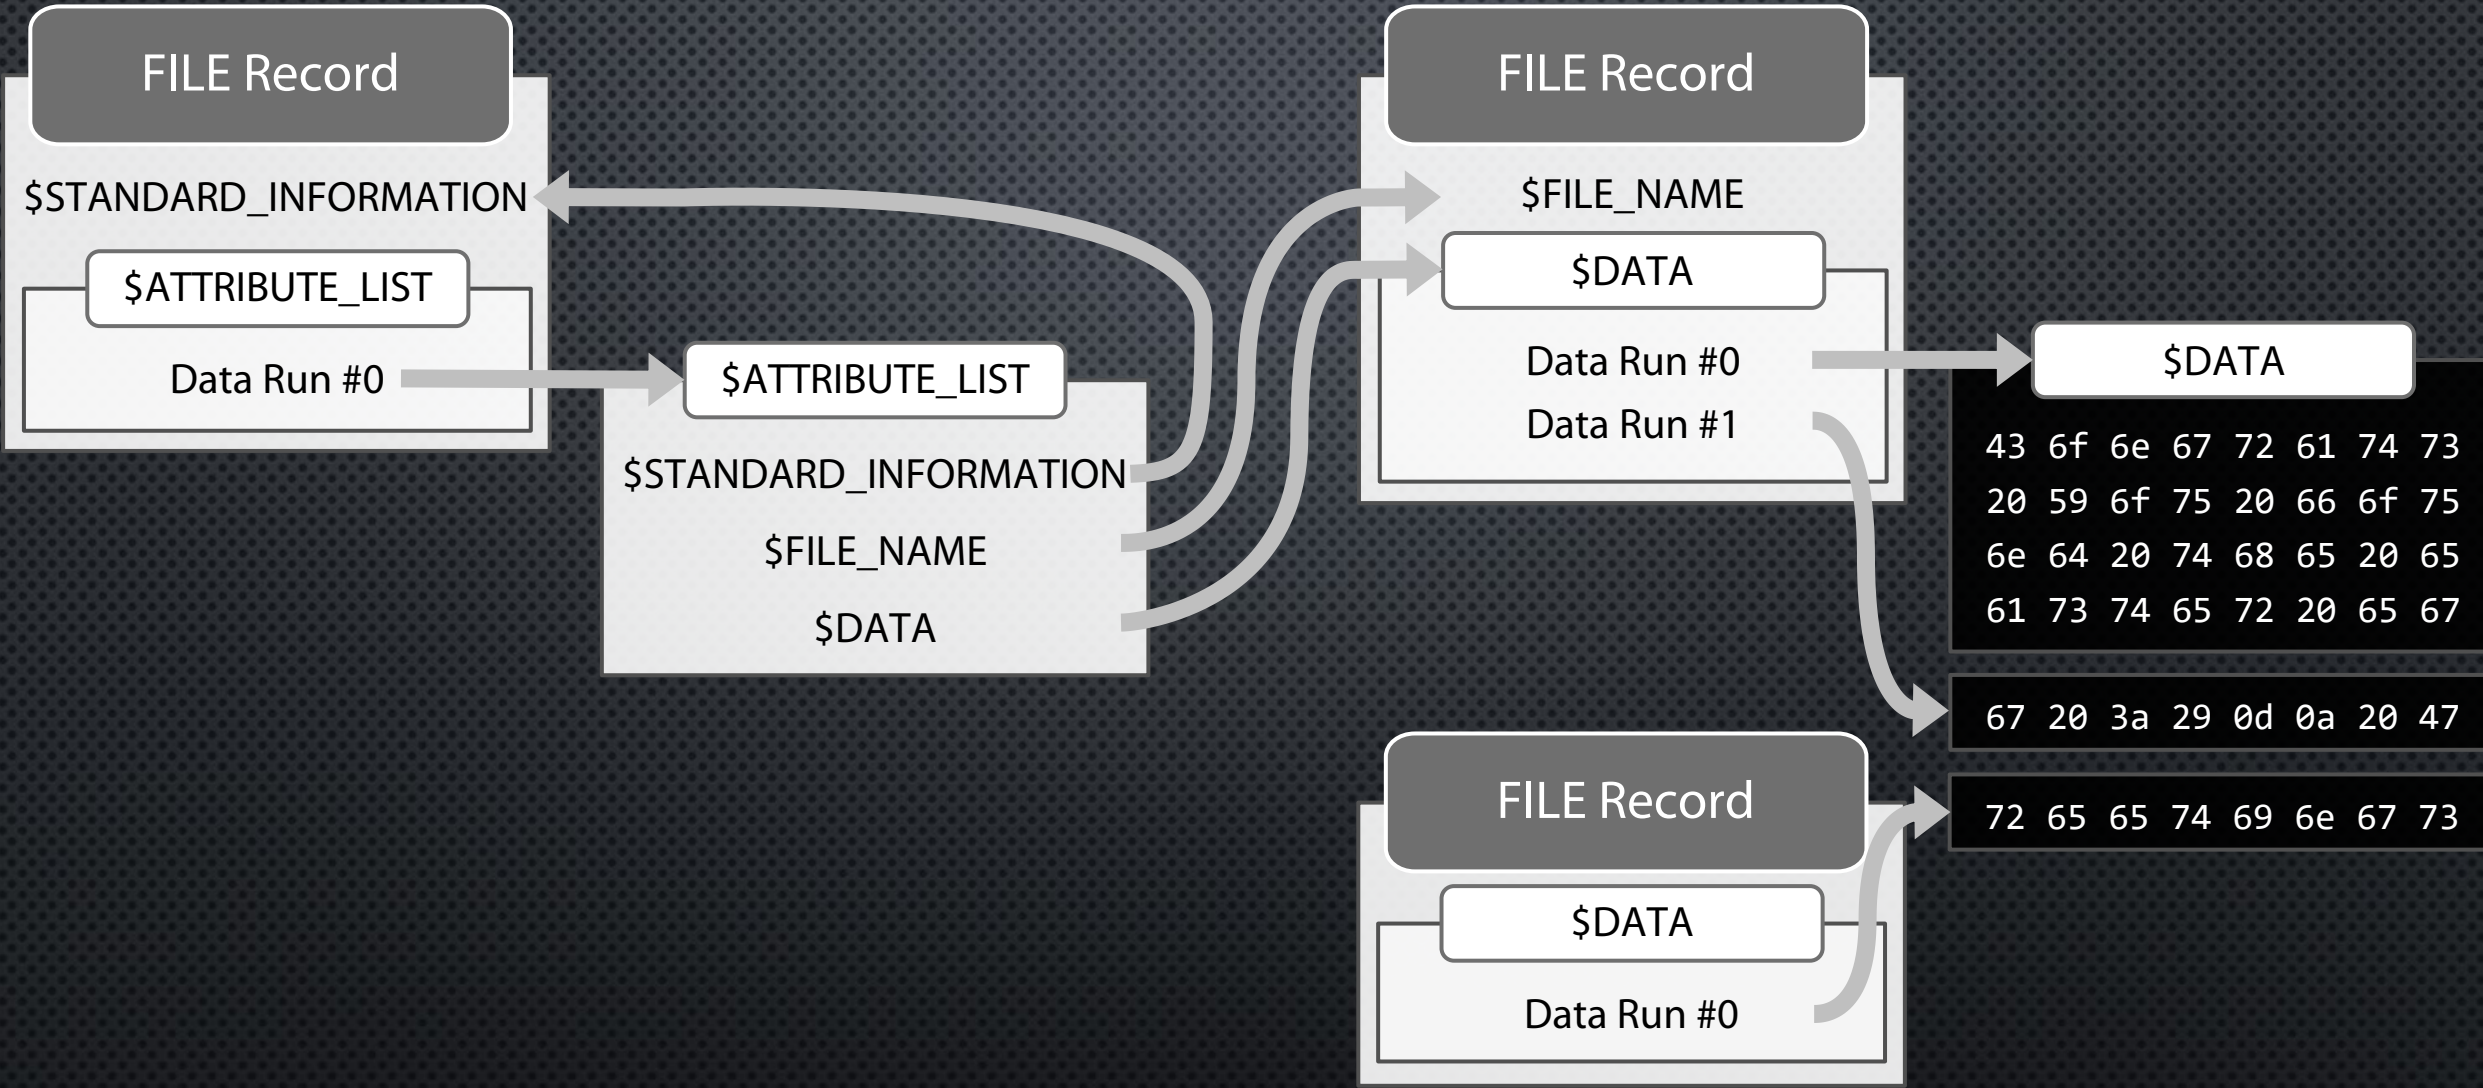 FILE Record
$STANDARD_INFORMATION
$ATTRIBUTE_LIST
Data Run #0
$ATTRIBUTE_LIST
$STANDARD_INFORMATION
$FILE_NAME
$DATA
FILE Record
$FILE_NAME
$DATA
Data Run #0
Data Run #1
$DATA
43 6f 6e 67 72 61 74 73
20 59 6f 75 20 66 6f 75
6e 64 20 74 68 65 20 65
61 73 74 65 72 20 65 67
67 20 3a 29 0d 0a 20 47
72 65 65 74 69 6e 67 73
FILE Record
$DATA
Data Run #0